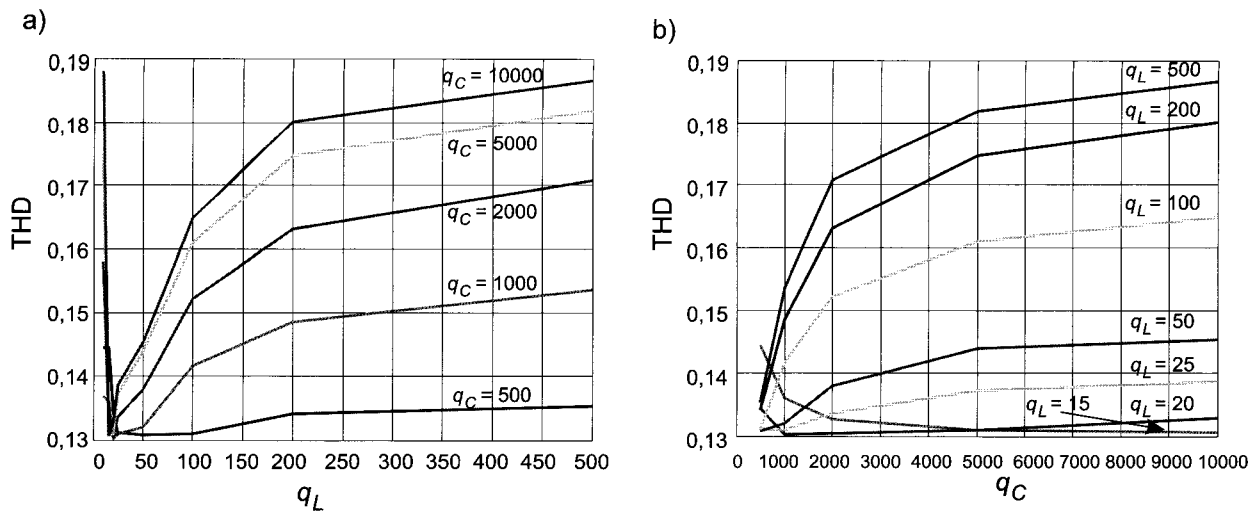 a)
0,19
0,18
0,17
0,16
0,15
0,14
0,13
THD
0 50 100 150 200 250 300 350 400 450 500
q_L
q_C = 10000
q_C = 5000
q_C = 2000
q_C = 1000
q_C = 500
b)
0,19
0,18
0,17
0,16
0,15
0,14
0,13
THD
0 1000 2000 3000 4000 5000 6000 7000 8000 9000 10000
q_C
q_L = 500
q_L = 200
q_L = 100
q_L = 50
q_L = 25
q_L = 15
q_L = 20